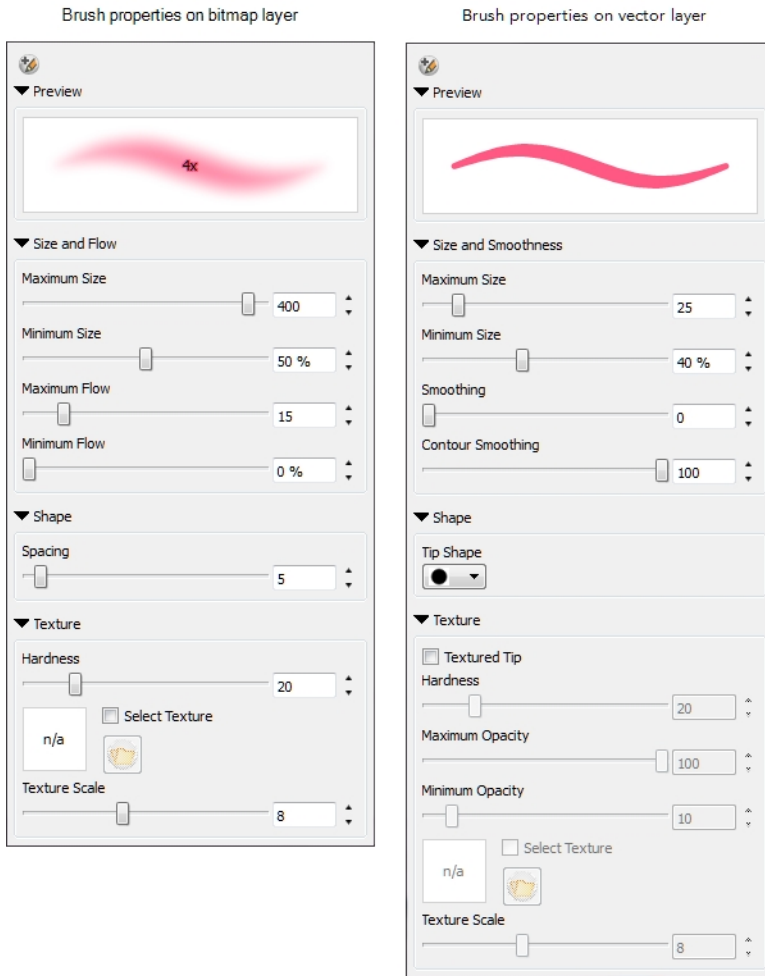 Brush properties on bitmap layer
Preview
4x
Size and Flow
Maximum Size
400
Minimum Size
50 %
Maximum Flow
15
Minimum Flow
0 %
Shape
Spacing
5
Texture
Hardness
20
n/a
Select Texture
Texture Scale
8
Brush properties on vector layer
Preview
Size and Smoothness
Maximum Size
25
Minimum Size
40 %
Smoothing
0
Contour Smoothing
100
Shape
Tip Shape
Texture
Textured Tip
Hardness
20
Maximum Opacity
100
Minimum Opacity
10
n/a
Select Texture
Texture Scale
8